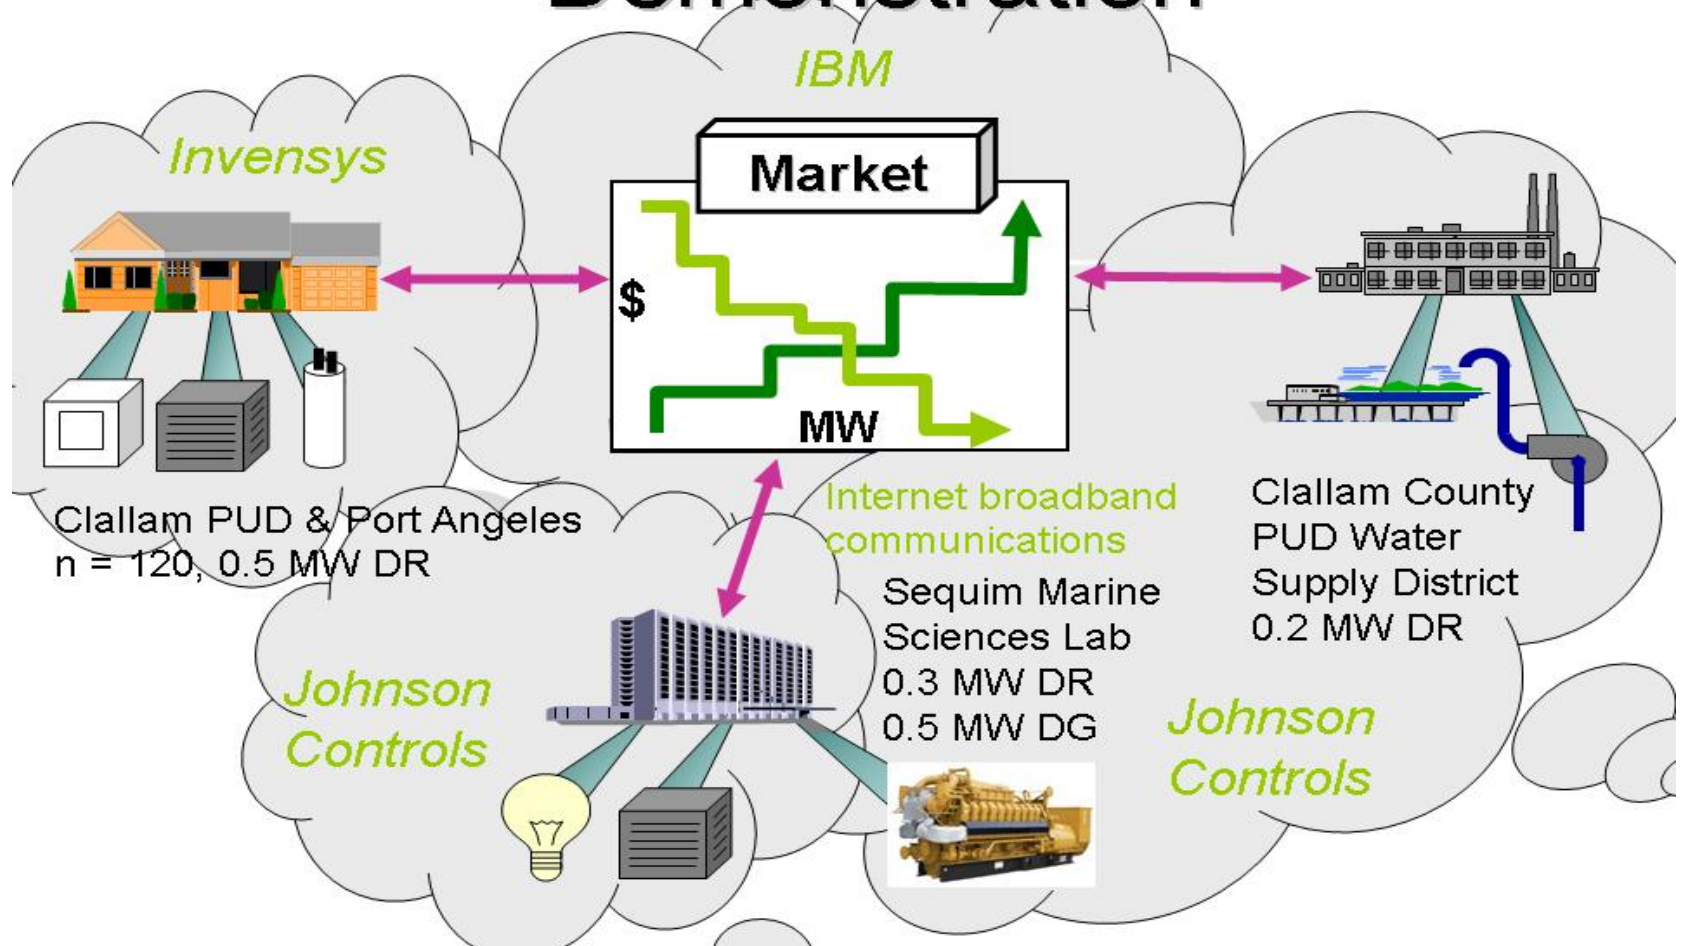 Demonstration
IBM
Invensys
Market
$
MW
Clallam PUD & Port Angeles
n = 120, 0.5 MW DR
Internet broadband
communications
Clallam County
PUD Water
Supply District
0.2 MW DR
Sequim Marine
Sciences Lab
0.3 MW DR
0.5 MW DG
Johnson
Controls
Johnson
Controls